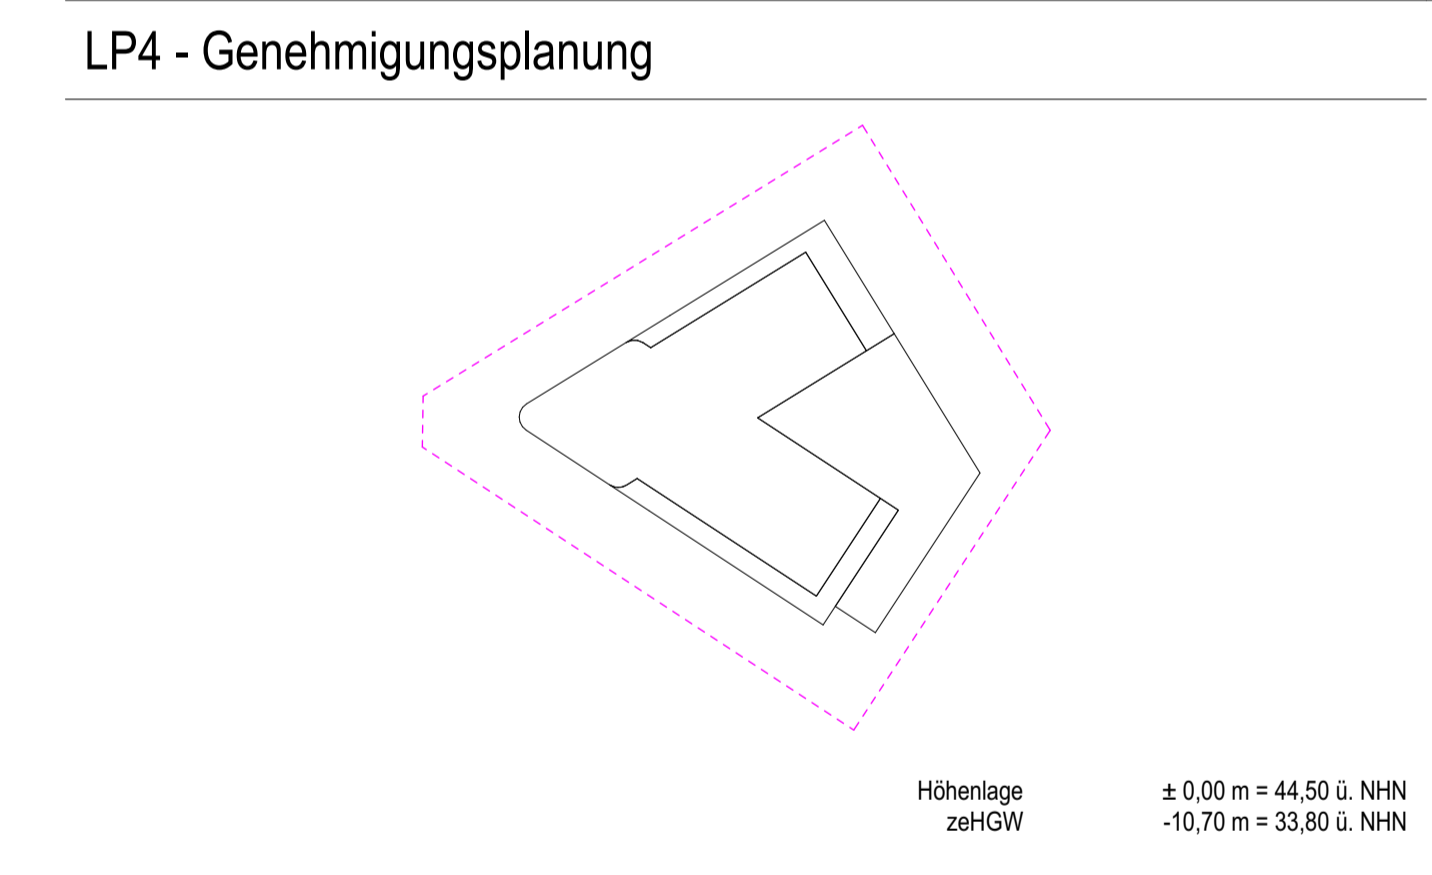 LP4 - Genehmigungsplanung
Höhenlage ± 0,00 m = 44,50 ü. NHN
zeHGW -10,70 m = 33,80 ü. NHN